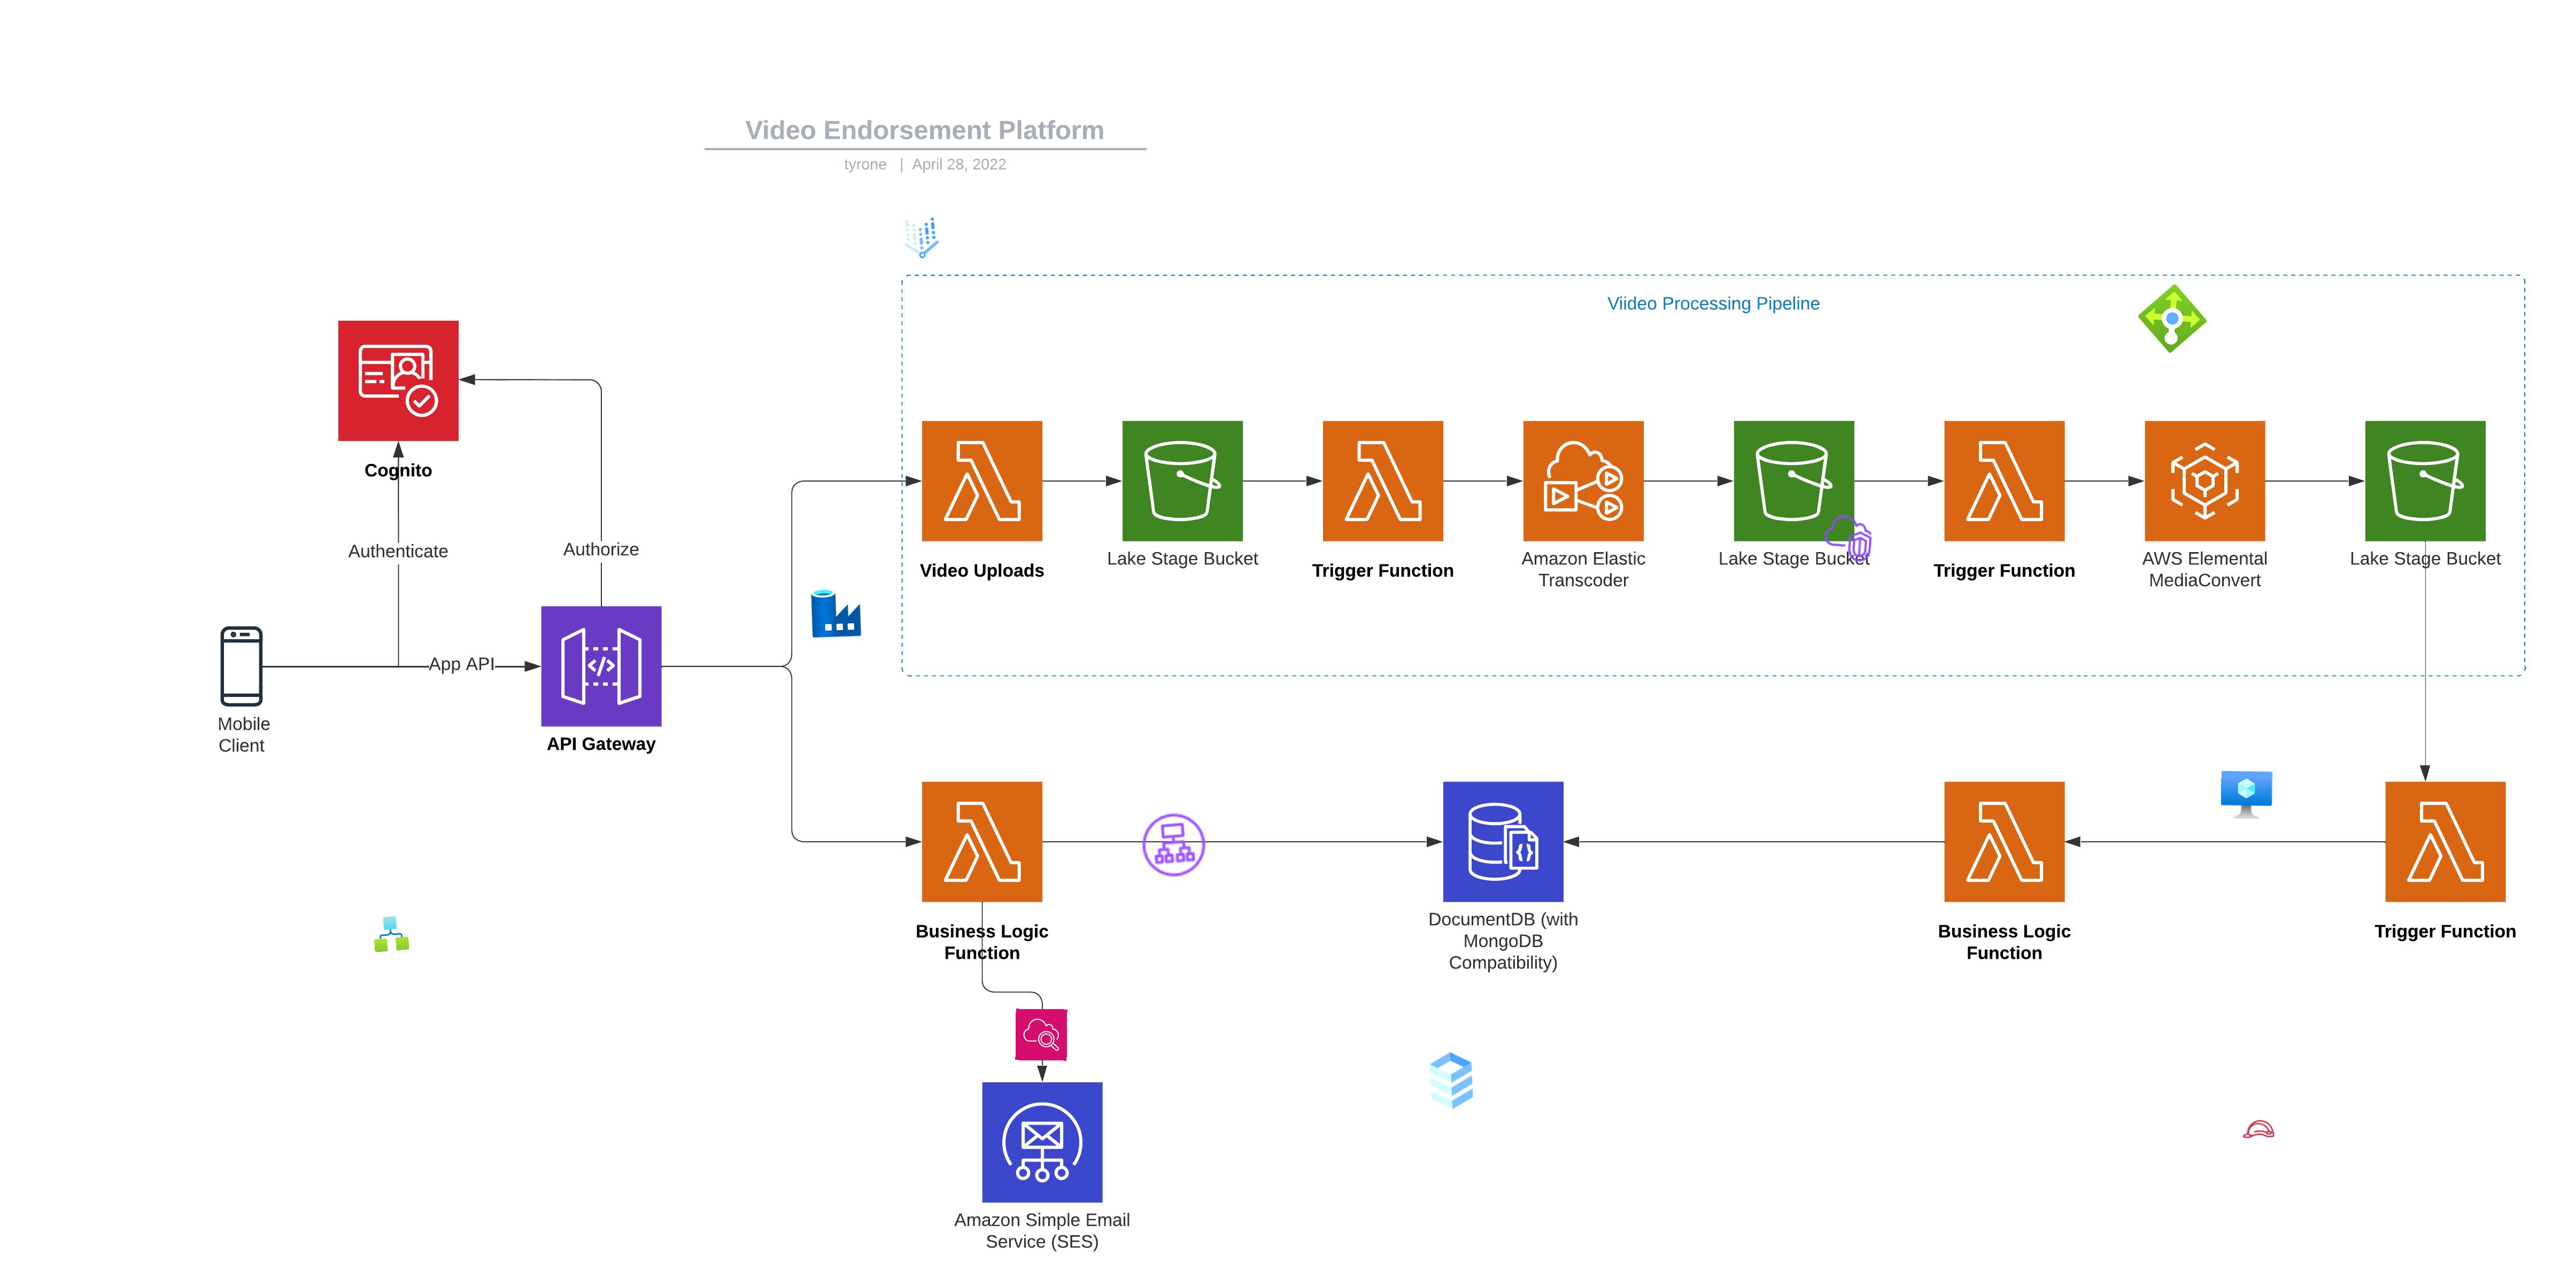 Video Endorsement Platform
tyrone | April 28, 2022
Viideo Processing Pipeline
Cognito
Authenticate
Authorize
Video Uploads
Lake Stage Bucket
Trigger Function
Amazon Elastic
Transcoder
Lake Stage Bucket
Trigger Function
AWS Elemental
MediaConvert
Lake Stage Bucket
App API
Mobile
Client
API Gateway
Business Logic
Function
DocumentDB (with
MongoDB
Compatibility)
Business Logic
Function
Trigger Function
Amazon Simple Email
Service (SES)